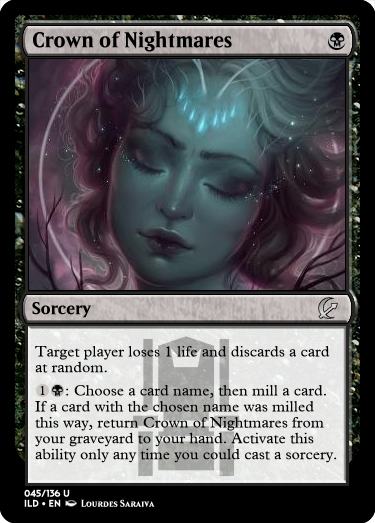 Crown of Nightmares
Sorcery
Target player loses 1 life and discards a card
at random.
1 : Choose a card name, then mill a card.
If a card with the chosen name was milled
this way, return Crown of Nightmares from
your graveyard to your hand. Activate this
ability only any time you could cast a sorcery.
045/136 U
ILD • EN Lourdes Saraiva